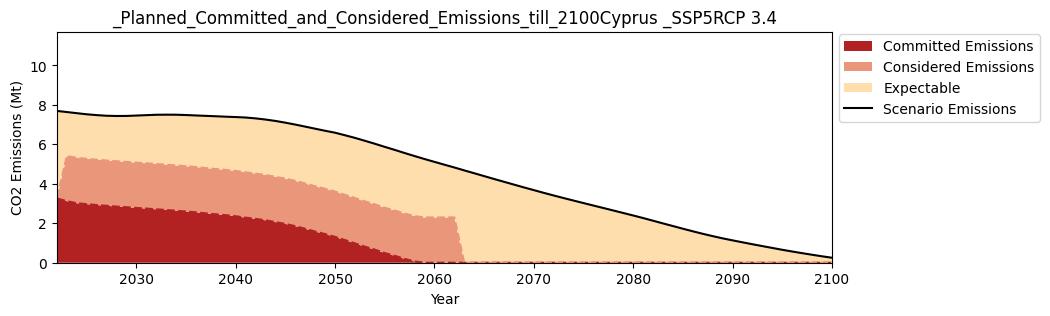 _Planned_Committed_and_Considered_Emissions_till_2100Cyprus _SSP5RCP 3.4
Committed Emissions
Considered Emissions
Expectable
Scenario Emissions
CO2 Emissions (Mt)
10
8
6
4
2
0
2030 2040 2050 2060 2070 2080 2090 2100
Year